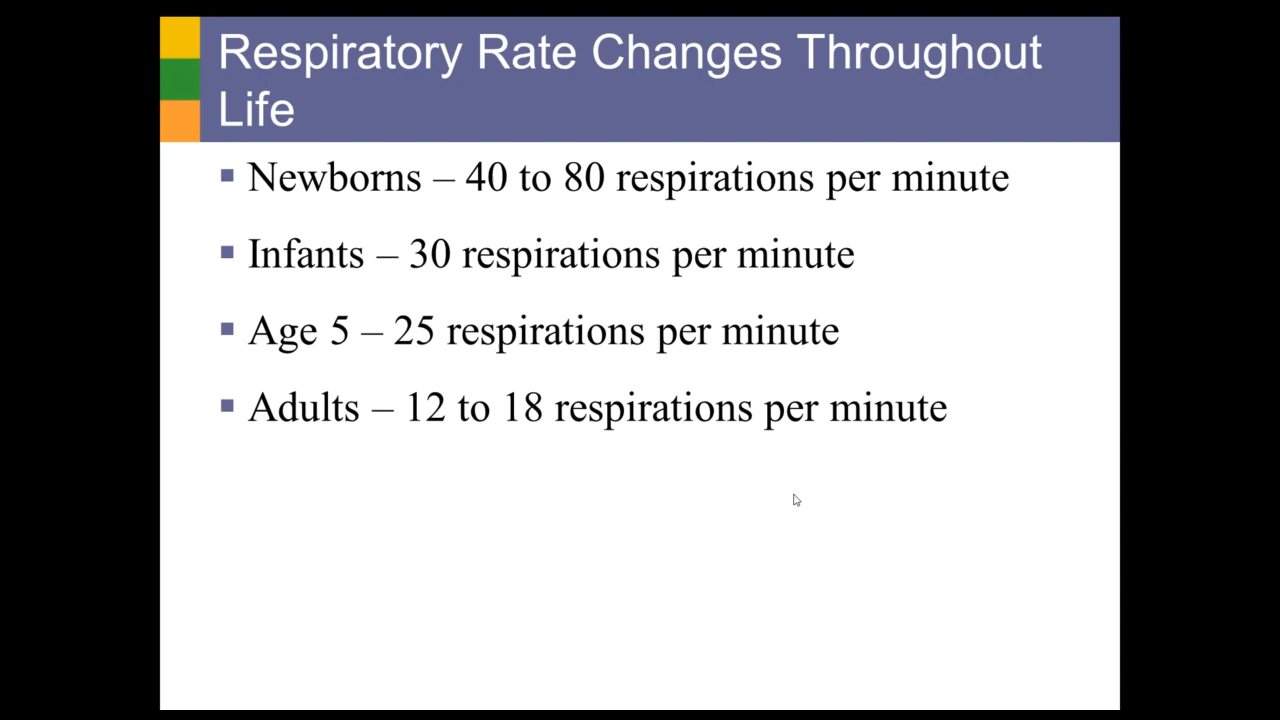 Respiratory Rate Changes Throughout
Life
▪ Newborns – 40 to 80 respirations per minute
▪ Infants – 30 respirations per minute
▪ Age 5 – 25 respirations per minute
▪ Adults – 12 to 18 respirations per minute